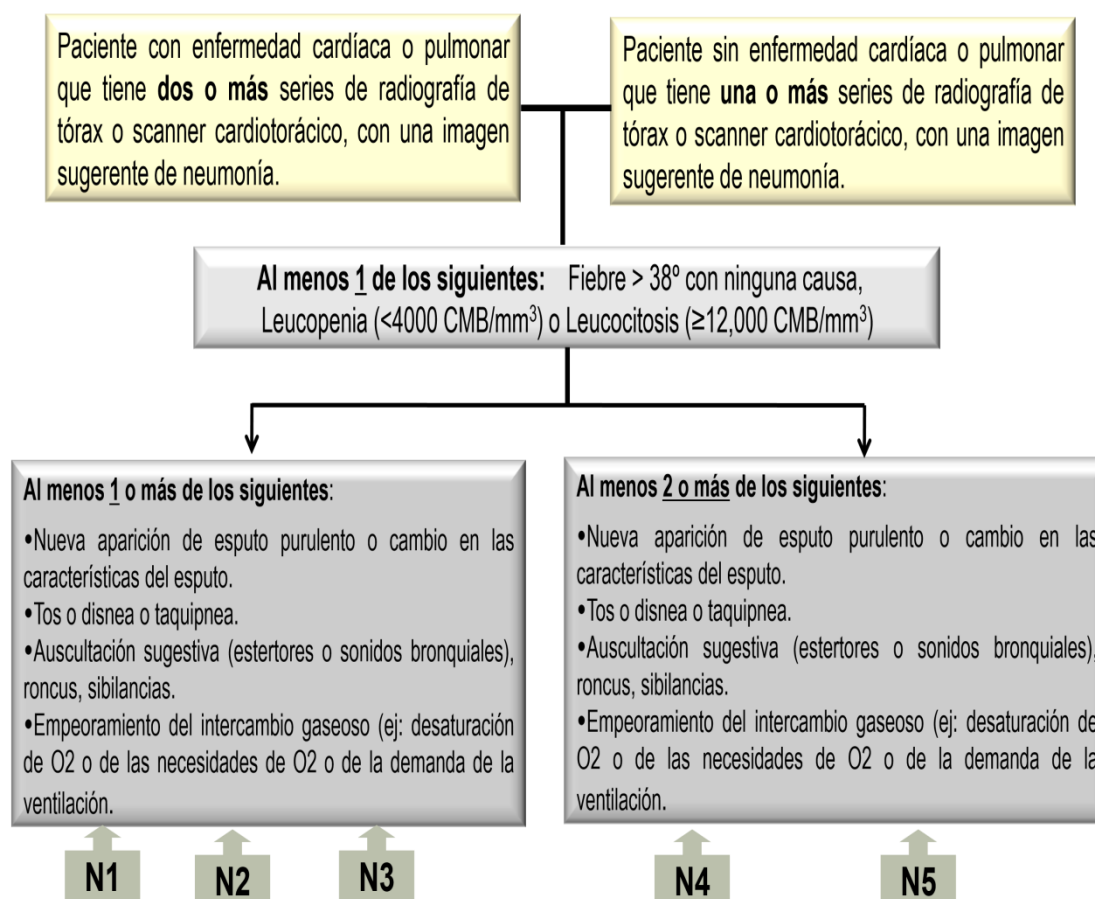 Paciente con enfermedad cardíaca o pulmonar
que tiene dos o más series de radiografía de
tórax o scanner cardiotorácico, con una imagen
sugerente de neumonía.
Paciente sin enfermedad cardíaca o pulmonar
que tiene una o más series de radiografía de
tórax o scanner cardiotorácico, con una imagen
sugerente de neumonía.
Al menos 1 de los siguientes: Fiebre > 38º con ninguna causa,
Leucopenia (<4000 CMB/mm³) o Leucocitosis (≥12,000 CMB/mm³)
Al menos 1 o más de los siguientes:
•Nueva aparición de esputo purulento o cambio en las
características del esputo.
•Tos o disnea o taquipnea.
•Auscultación sugestiva (estertores o sonidos bronquiales),
roncus, sibilancias.
•Empeoramiento del intercambio gaseoso (ej: desaturación
de O2 o de las necesidades de O2 o de la demanda de la
ventilación.
Al menos 2 o más de los siguientes:
•Nueva aparición de esputo purulento o cambio en las
características del esputo.
•Tos o disnea o taquipnea.
•Auscultación sugestiva (estertores o sonidos bronquiales),
roncus, sibilancias.
•Empeoramiento del intercambio gaseoso (ej: desaturación de
O2 o de las necesidades de O2 o de la demanda de la
ventilación.
N1
N2
N3
N4
N5